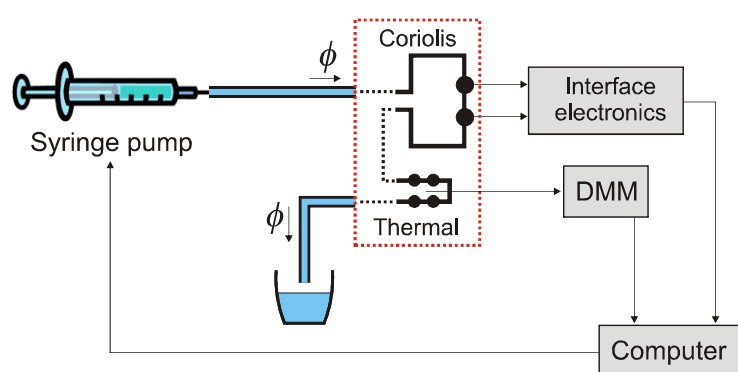 Coriolis
ϕ
Interface
electronics
Syringe pump
DMM
ϕ
Thermal
Computer